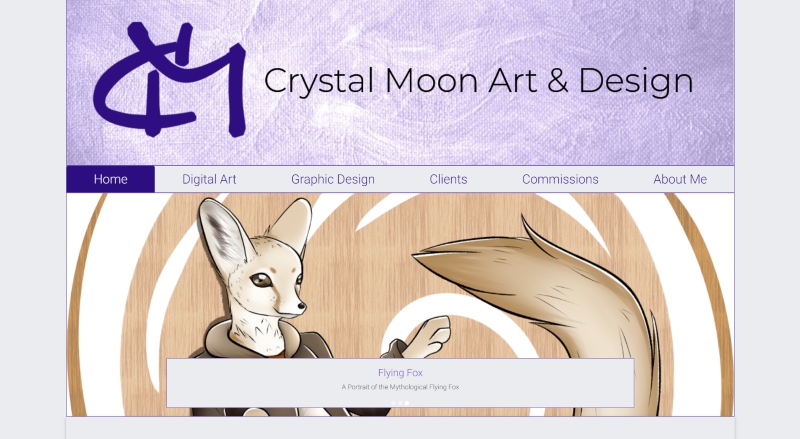 CM
Crystal Moon Art & Design
Home Digital Art Graphic Design Clients Commissions About Me
Flying Fox
A Portrait of the Mythological Flying Fox